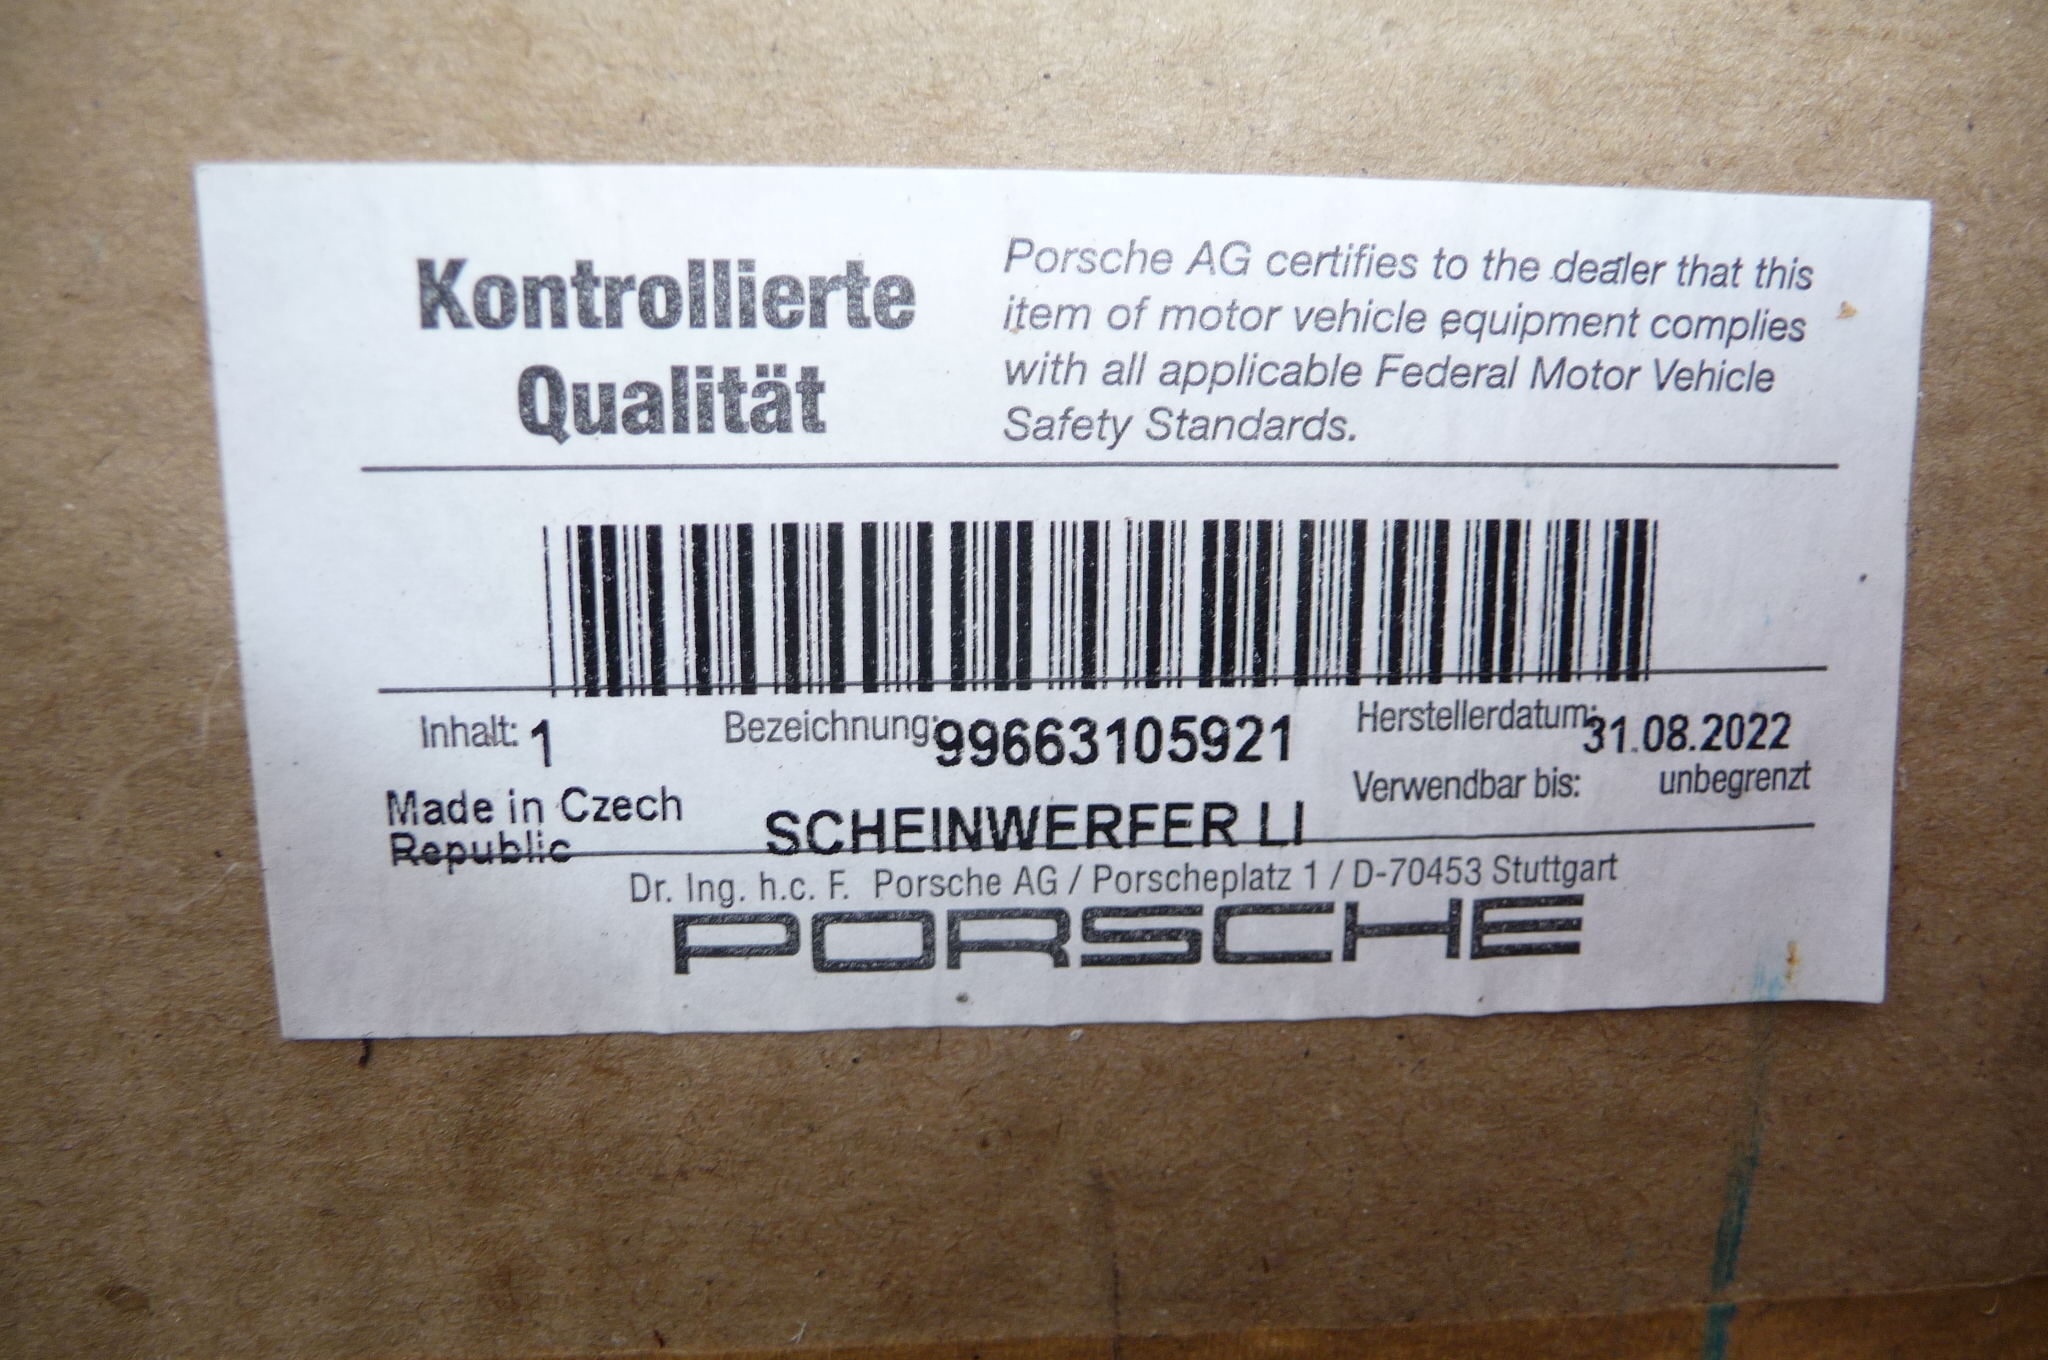 Kontrollierte
Qualität
Porsche AG certifies to the dealer that this
item of motor vehicle equipment complies
with all applicable Federal Motor Vehicle
Safety Standards.
Inhalt: 1
Bezeichnung: 99663105921
Herstellerdatum: 31.08.2022
Verwendbar bis: unbegrenzt
Made in Czech
Republic
SCHEINWERFER LI
Dr. Ing. h.c. F. Porsche AG / Porscheplatz 1 / D-70453 Stuttgart
PORSCHE